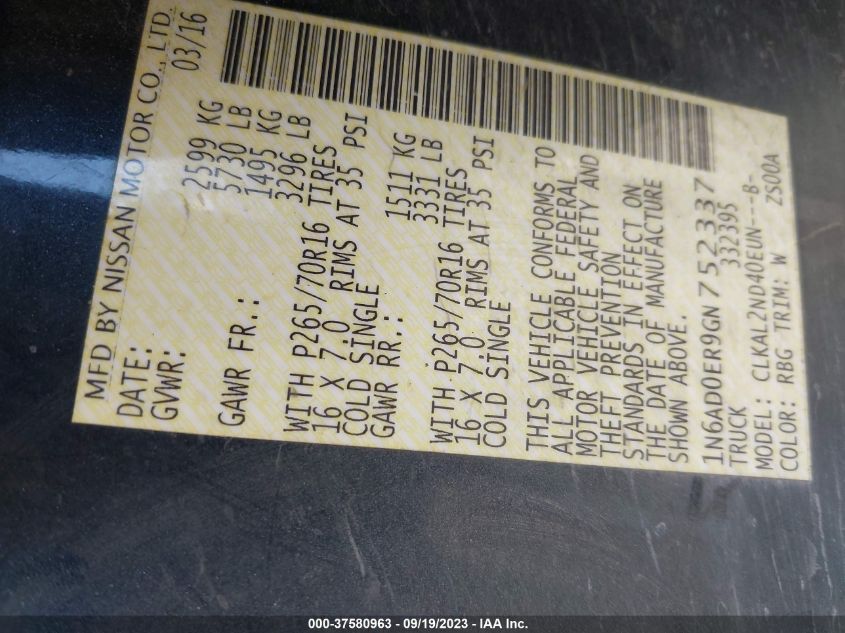 MFD BY NISSAN MOTOR CO., LTD.
DATE: 03/16
GVWR: 2599 KG
5730 LB
GAWR FR.: 1495 KG
3296 LB
WITH P265/70R16 TIRES
16 X 7.0 RIMS AT 35 PSI
COLD SINGLE
GAWR RR.: 1511 KG
3331 LB
WITH P265/70R16 TIRES
16 X 7.0 RIMS AT 35 PSI
COLD SINGLE
THIS VEHICLE CONFORMS TO
ALL APPLICABLE FEDERAL
MOTOR VEHICLE SAFETY AND
THEFT PREVENTION
STANDARDS IN EFFECT ON
THE DATE OF MANUFACTURE
SHOWN ABOVE.
1N6AD0ER9GN752337
TRUCK 332395
MODEL: CLKAL2ND40EUN---B-
COLOR: RBG TRIM: W ZS00A
000-37580963 - 09/19/2023 - IAA Inc.